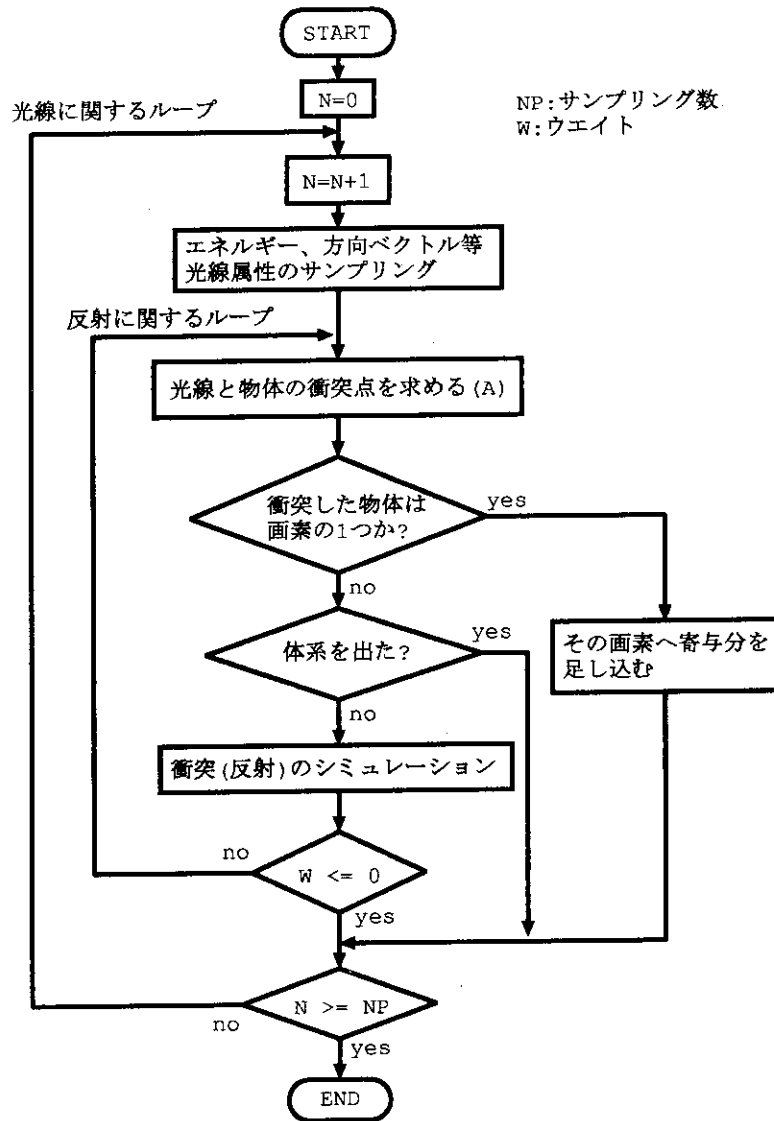 START
N=0
光線に関するループ
NP:サンプリング数
W:ウエイト
N=N+1
エネルギー、方向ベクトル等
光線属性のサンプリング
反射に関するループ
光線と物体の衝突点を求める(A)
衝突した物体は
画素の1つか?
yes
no
体系を出た?
yes
その画素へ寄与分を
足し込む
no
衝突(反射)のシミュレーション
no
W <= 0
yes
N >= NP
no
yes
END